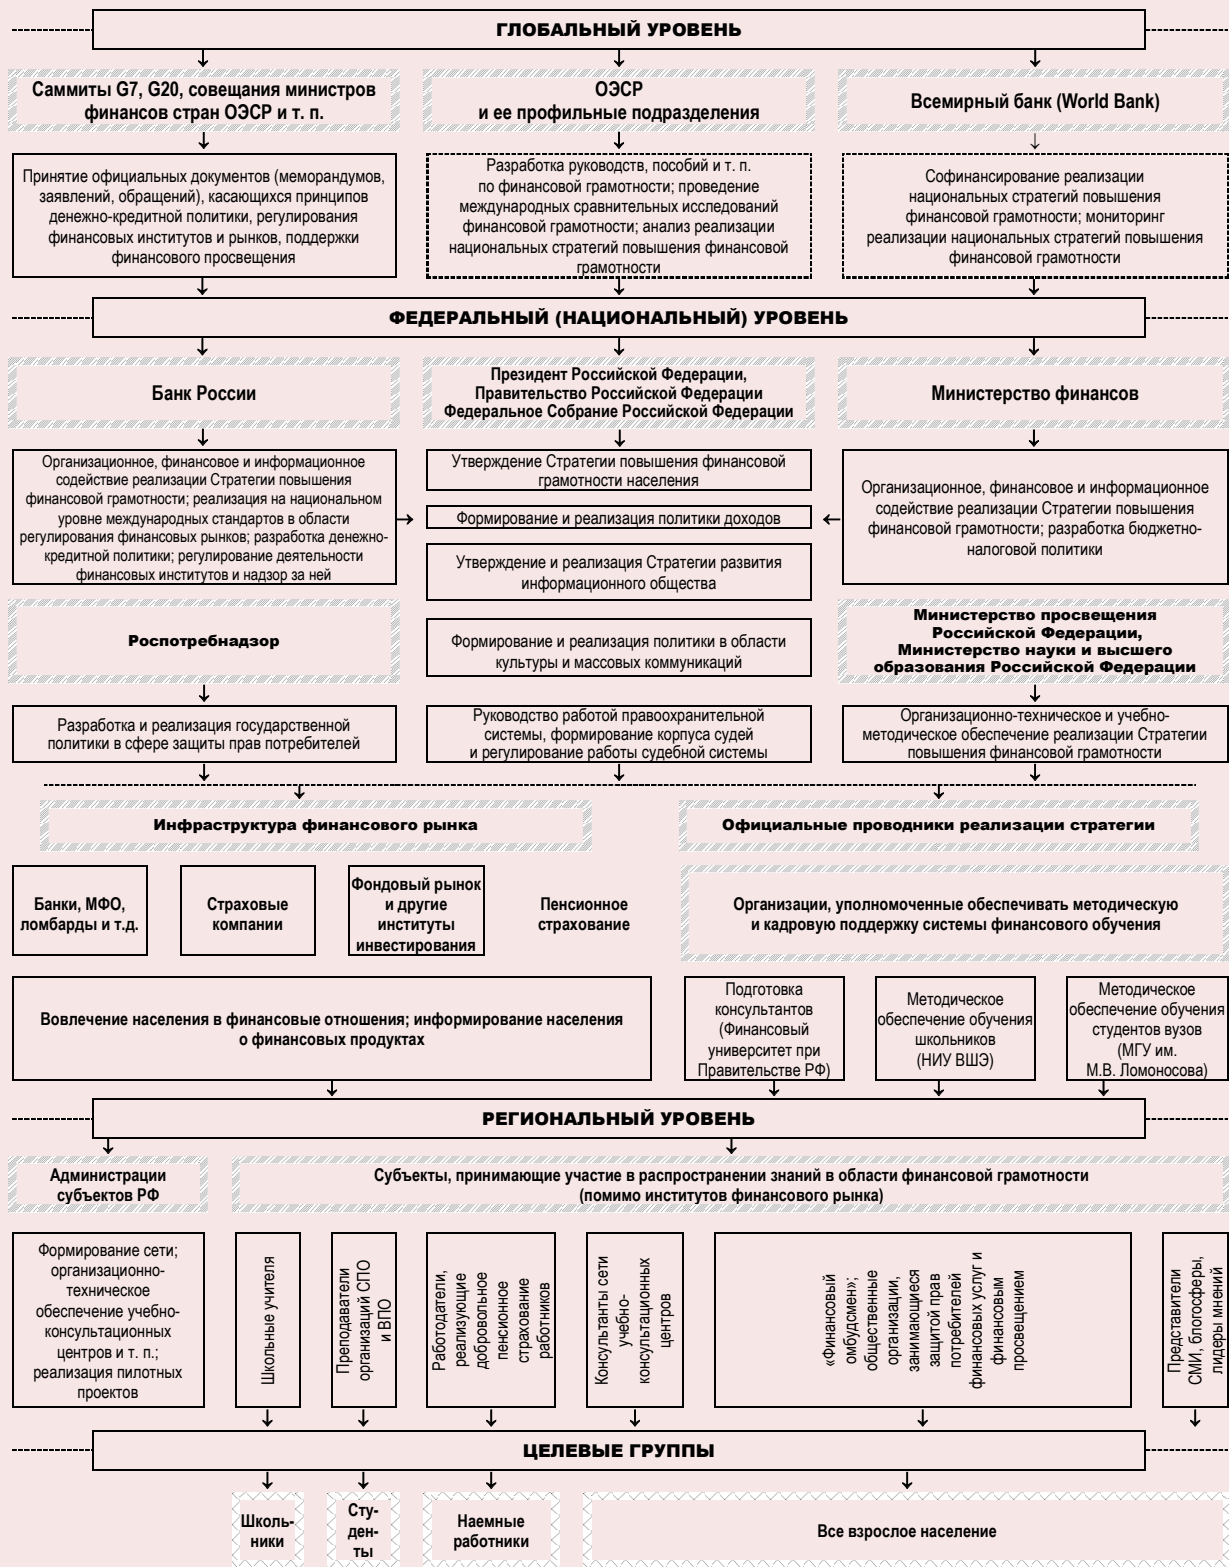 ГЛОБАЛЬНЫЙ УРОВЕНЬ
Саммиты G7, G20, совещания министров
финансов стран ОЭСР и т. п.
ОЭСР
и ее профильные подразделения
Всемирный банк (World Bank)
Принятие официальных документов (меморандумов,
заявлений, обращений), касающихся принципов
денежно-кредитной политики, регулирования
финансовых институтов и рынков, поддержки
финансового просвещения
Разработка руководств, пособий и т. п.
по финансовой грамотности; проведение
международных сравнительных исследований
финансовой грамотности; анализ реализации
национальных стратегий повышения финансовой
грамотности
Софинансирование реализации
национальных стратегий повышения
финансовой грамотности; мониторинг
реализации национальных стратегий повышения
финансовой грамотности
ФЕДЕРАЛЬНЫЙ (НАЦИОНАЛЬНЫЙ) УРОВЕНЬ
Банк России
Президент Российской Федерации,
Правительство Российской Федерации
Федеральное Собрание Российской Федерации
Министерство финансов
Организационное, финансовое и информационное
содействие реализации Стратегии повышения
финансовой грамотности; реализация на национальном
уровне международных стандартов в области
регулирования финансовых рынков; разработка денежно-
кредитной политики; регулирование деятельности
финансовых институтов и надзор за ней
Утверждение Стратегии повышения финансовой
грамотности населения
Формирование и реализация политики доходов
Утверждение и реализация Стратегии развития
информационного общества
Организационное, финансовое и информационное
содействие реализации Стратегии повышения
финансовой грамотности; разработка бюджетно-
налоговой политики
Роспотребнадзор
Формирование и реализация политики в области
культуры и массовых коммуникаций
Министерство просвещения
Российской Федерации,
Министерство науки и высшего
образования Российской Федерации
Разработка и реализация государственной
политики в сфере защиты прав потребителей
Руководство работой правоохранительной
системы, формирование корпуса судей
и регулирование работы судебной системы
Организационно-техническое и учебно-
методическое обеспечение реализации Стратегии
повышения финансовой грамотности
Инфраструктура финансового рынка
Официальные проводники реализации стратегии
Банки, МФО,
ломбарды и т.д.
Страховые
компании
Фондовый рынок
и другие
институты
инвестирования
Пенсионное
страхование
Организации, уполномоченные обеспечивать методическую
и кадровую поддержку системы финансового обучения
Вовлечение населения в финансовые отношения; информирование населения
о финансовых продуктах
Подготовка
консультантов
(Финансовый
университет при
Правительстве РФ)
Методическое
обеспечение обучения
школьников
(НИУ ВШЭ)
Методическое
обеспечение обучения
студентов вузов
(МГУ им.
М.В. Ломоносова)
РЕГИОНАЛЬНЫЙ УРОВЕНЬ
Администрации
субъектов РФ
Субъекты, принимающие участие в распространении знаний в области финансовой грамотности
(помимо институтов финансового рынка)
Формирование сети;
организационно-
техническое
обеспечение учебно-
консультационных
центров и т. п.;
реализация пилотных
проектов
Школьные учителя
Преподаватели
организаций СПО
и ВПО
Работодатели,
реализующие
добровольное
пенсионное
страхование
работников
Консультанты сети
учебно-
консультационных
центров
«Финансовый
омбудсмен»;
общественные
организации,
занимающиеся
защитой прав
потребителей
финансовых услуг и
финансовым
просвещением
Представители
СМИ, блогосферы,
лидеры мнений
ЦЕЛЕВЫЕ ГРУППЫ
Школь-
ники
Сту-
ден-
ты
Наемные
работники
Все взрослое население